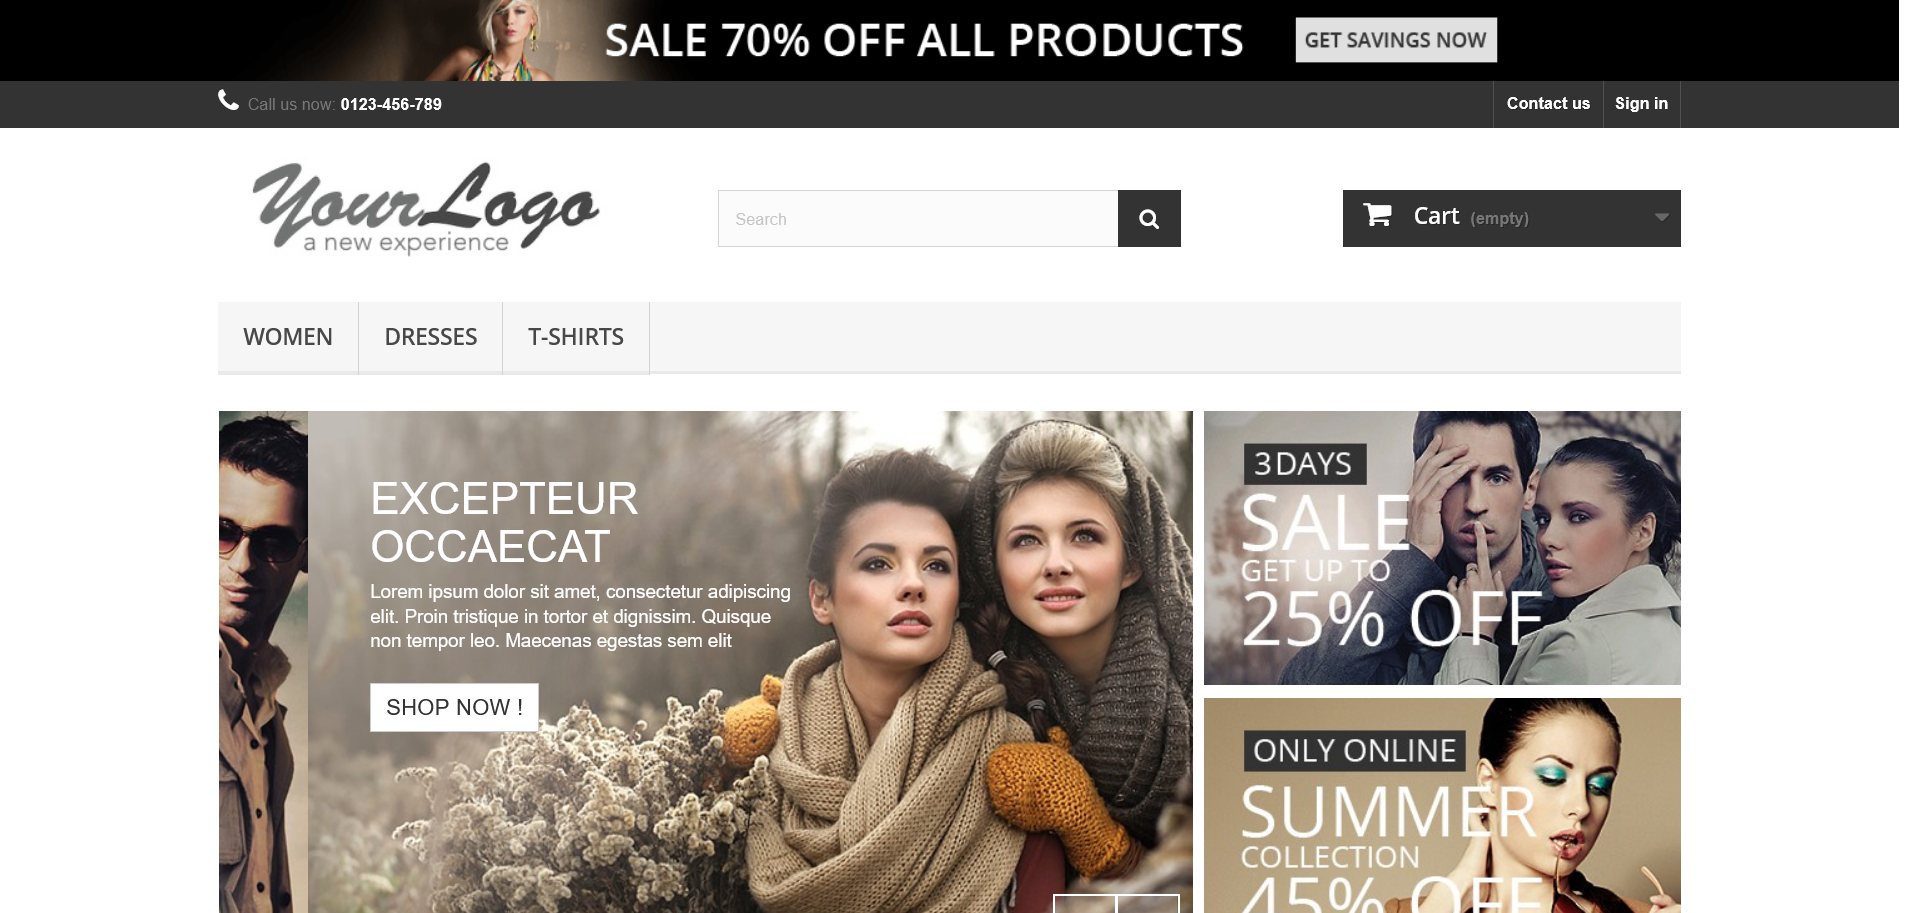 SALE 70% OFF ALL PRODUCTS GET SAVINGS NOW
Call us now: 0123-456-789 Contact us Sign in
YourLogo
a new experience
Search
Cart (empty)
WOMEN DRESSES T-SHIRTS
EXCEPTEUR
OCCAECAT
Lorem ipsum dolor sit amet, consectetur adipiscing
elit. Proin tristique in tortor et dignissim. Quisque
non tempor leo. Maecenas egestas sem elit
SHOP NOW !
3 DAYS
SALE
GET UP TO
25% OFF
ONLY ONLINE
SUMMER
COLLECTION
45% OFF